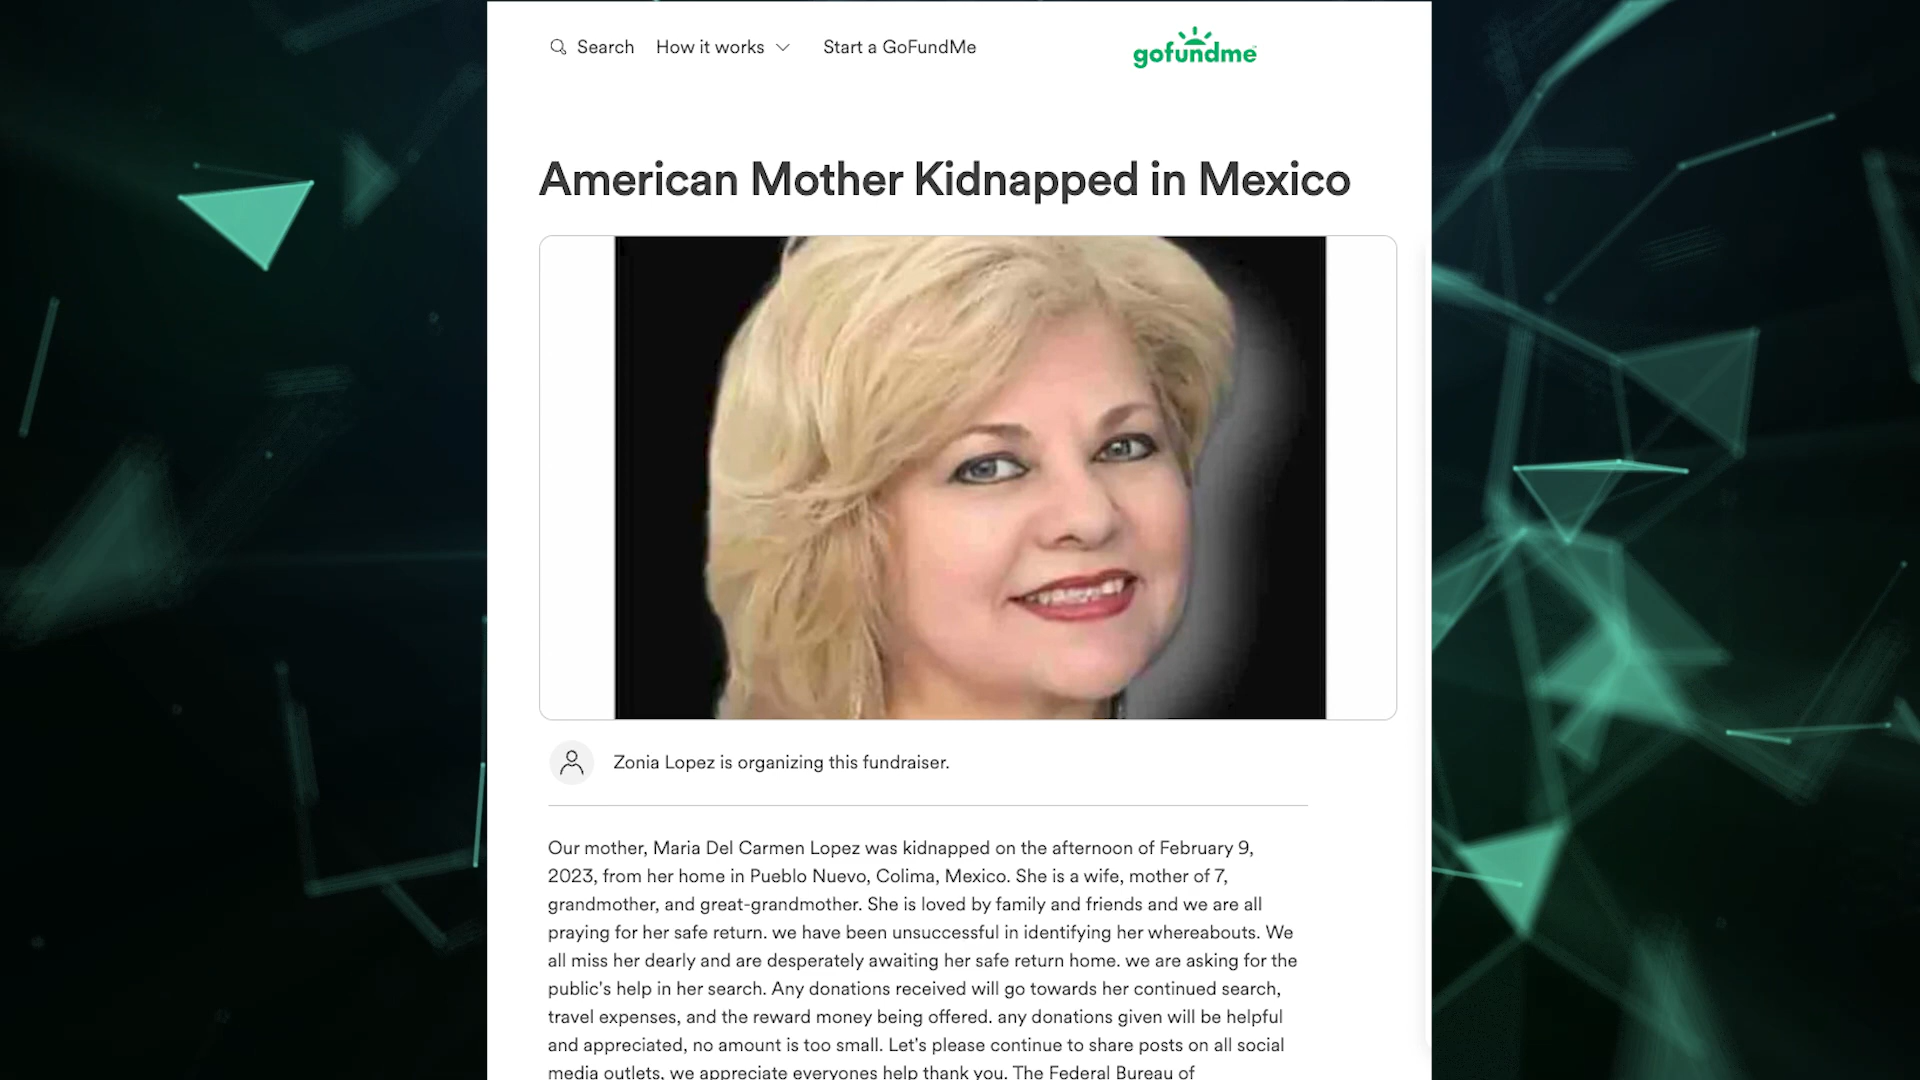 Search How it works Start a GoFundMe gofundme
American Mother Kidnapped in Mexico
Zonia Lopez is organizing this fundraiser.
Our mother, Maria Del Carmen Lopez was kidnapped on the afternoon of February 9,
2023, from her home in Pueblo Nuevo, Colima, Mexico. She is a wife, mother of 7,
grandmother, and great-grandmother. She is loved by family and friends and we are all
praying for her safe return. we have been unsuccessful in identifying her whereabouts. We
all miss her dearly and are desperately awaiting her safe return home. we are asking for the
public's help in her search. Any donations received will go towards her continued search,
travel expenses, and the reward money being offered. any donations given will be helpful
and appreciated, no amount is too small. Let's please continue to share posts on all social
media outlets, we appreciate everyones help thank you. The Federal Bureau of